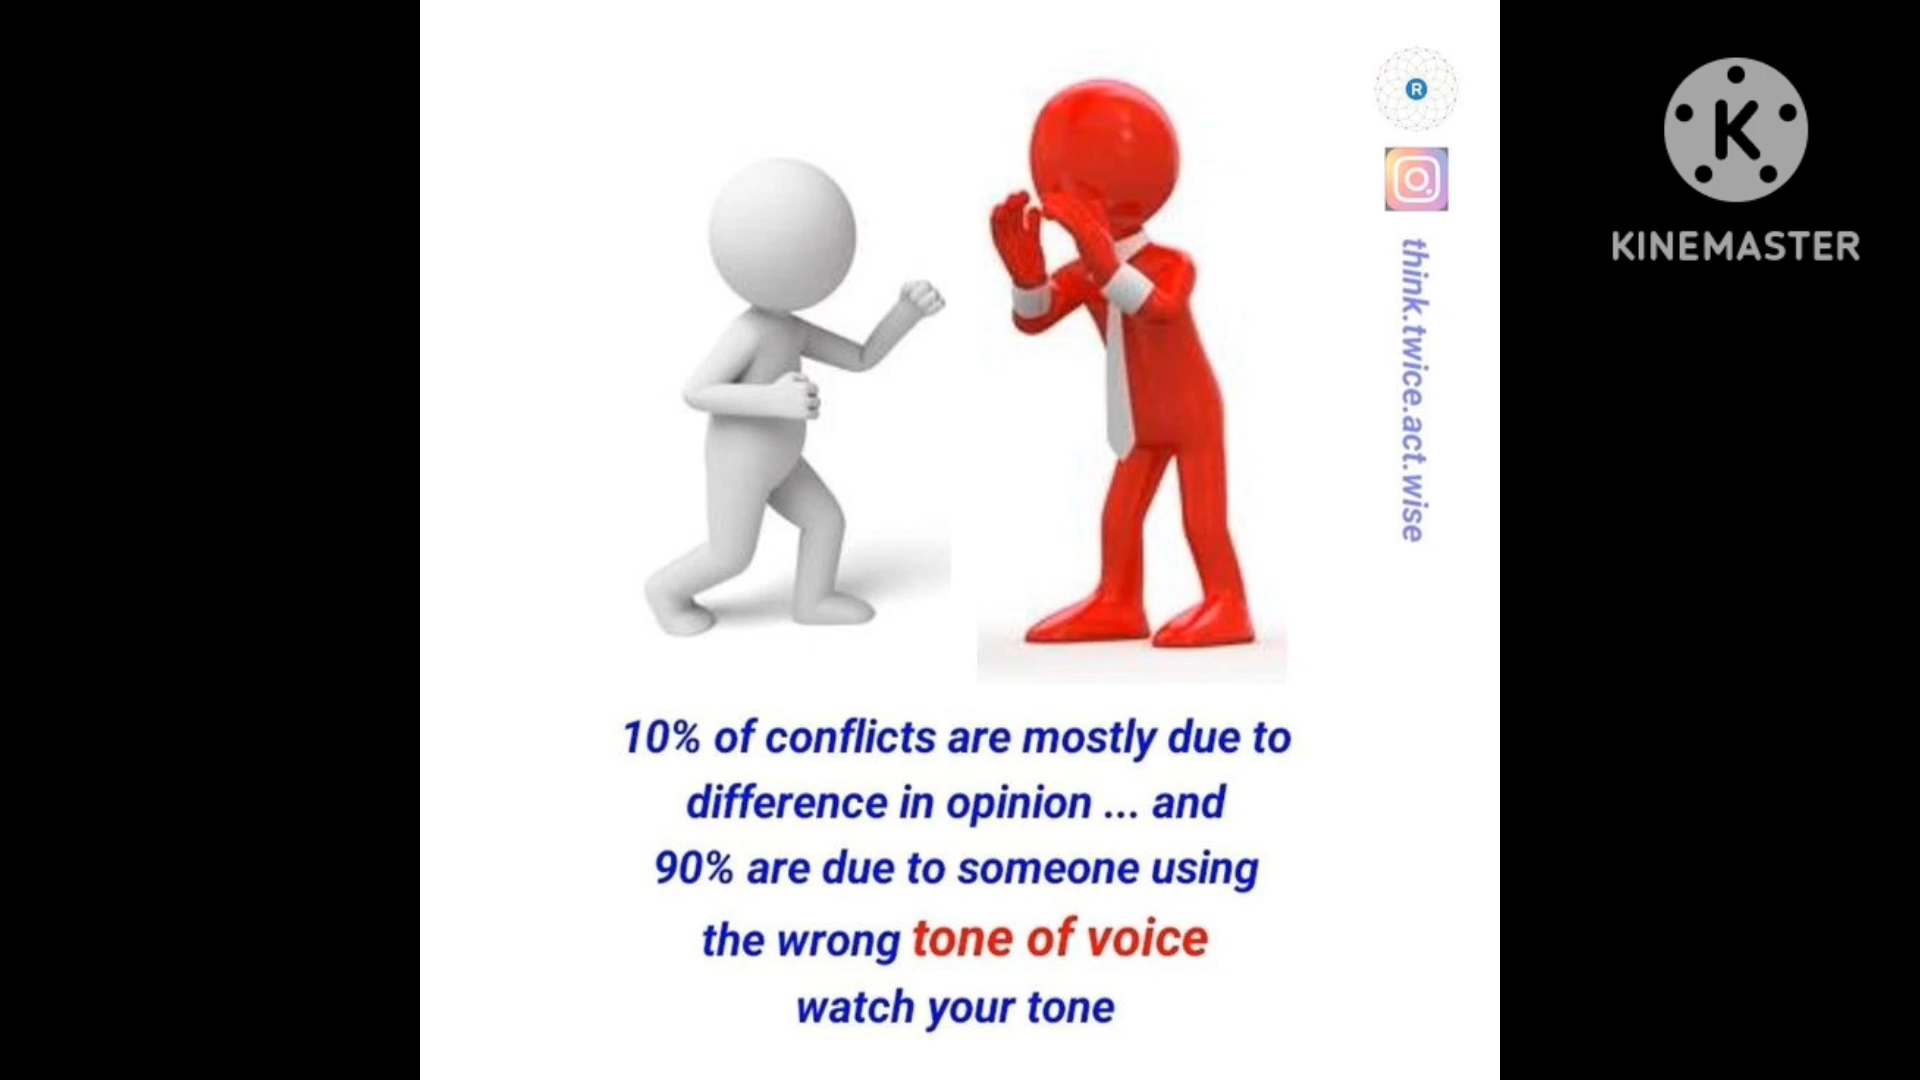 R
think.twice.act.wise
K
KINEMASTER
10% of conflicts are mostly due to
difference in opinion ... and
90% are due to someone using
the wrong tone of voice
watch your tone